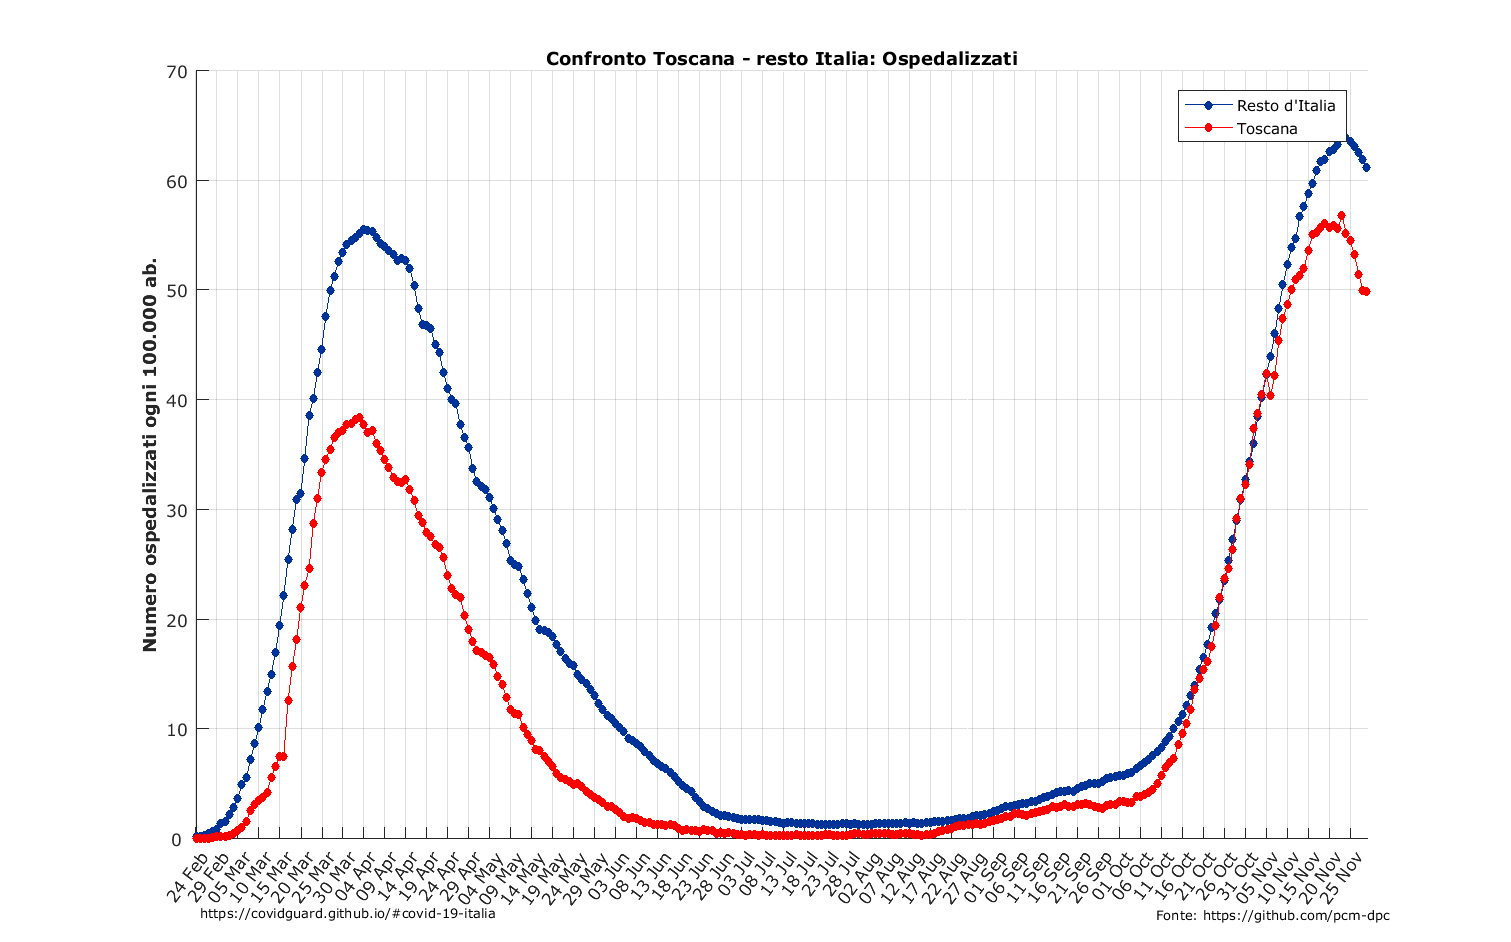 Confronto Toscana - resto Italia: Ospedalizzati
Resto d'Italia
Toscana
Numero ospedalizzati ogni 100.000 ab.
70
60
50
40
30
20
10
0
24 Feb
29 Feb
05 Mar
10 Mar
15 Mar
20 Mar
25 Mar
30 Mar
04 Apr
09 Apr
14 Apr
19 Apr
24 Apr
29 Apr
04 May
09 May
14 May
19 May
24 May
29 May
03 Jun
08 Jun
13 Jun
18 Jun
23 Jun
28 Jun
03 Jul
08 Jul
13 Jul
18 Jul
23 Jul
28 Jul
02 Aug
07 Aug
12 Aug
17 Aug
22 Aug
27 Aug
01 Sep
06 Sep
11 Sep
16 Sep
21 Sep
26 Sep
01 Oct
06 Oct
11 Oct
16 Oct
21 Oct
26 Oct
31 Oct
05 Nov
10 Nov
15 Nov
20 Nov
25 Nov
https://covidguard.github.io/#covid-19-italia
Fonte: https://github.com/pcm-dpc